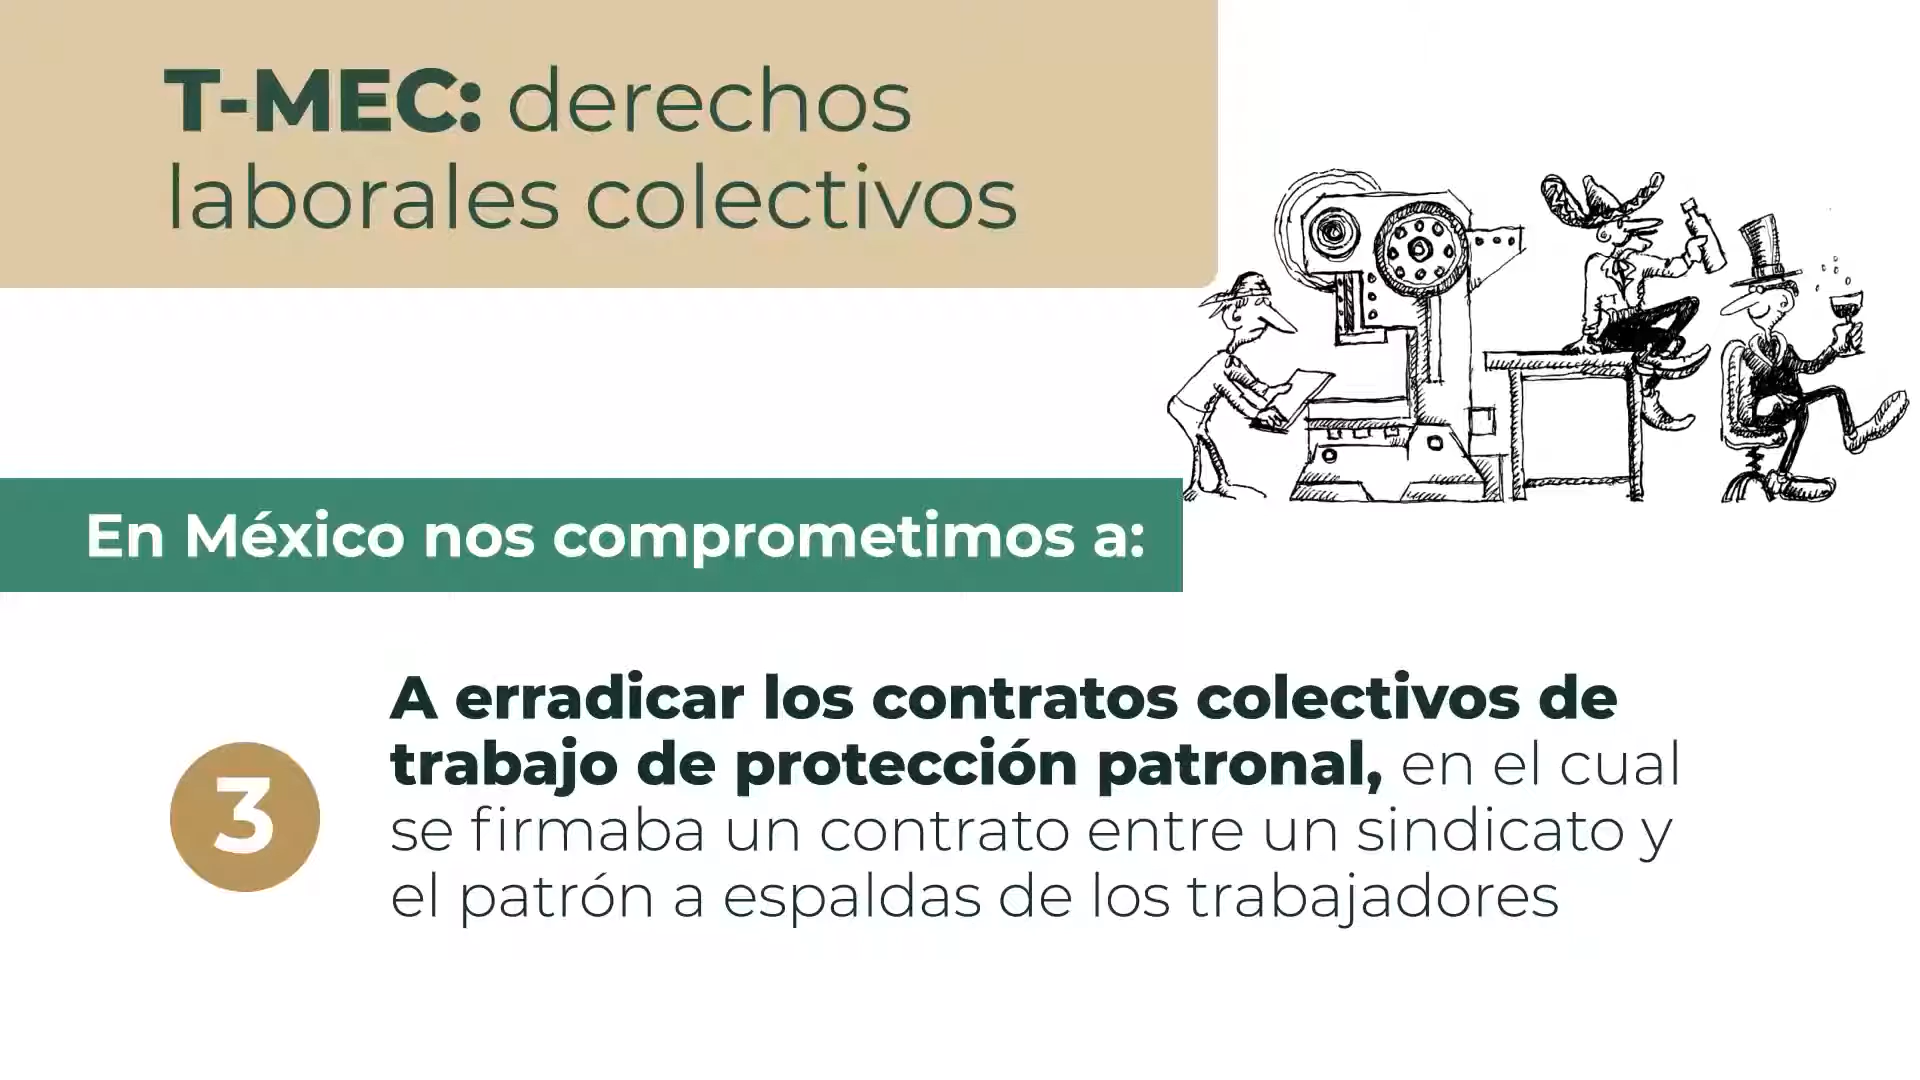 T-MEC: derechos
laborales colectivos
En México nos comprometimos a:
3
A erradicar los contratos colectivos de
trabajo de protección patronal, en el cual
se firmaba un contrato entre un sindicato y
el patrón a espaldas de los trabajadores